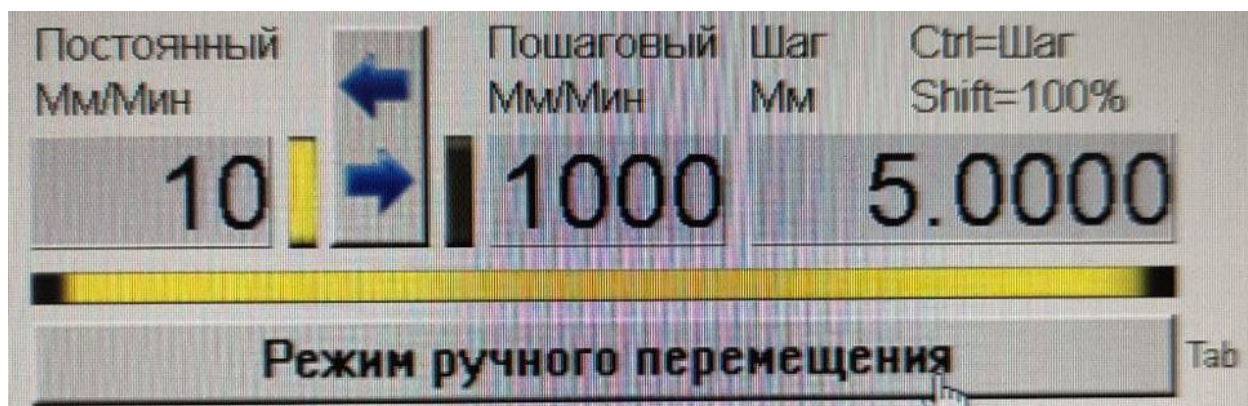 Постоянный Пошаговый Шаг Ctrl=Шаг
Мм/Мин Мм/Мин Мм Shift=100%
10 1000 5.0000
Режим ручного перемещения Tab